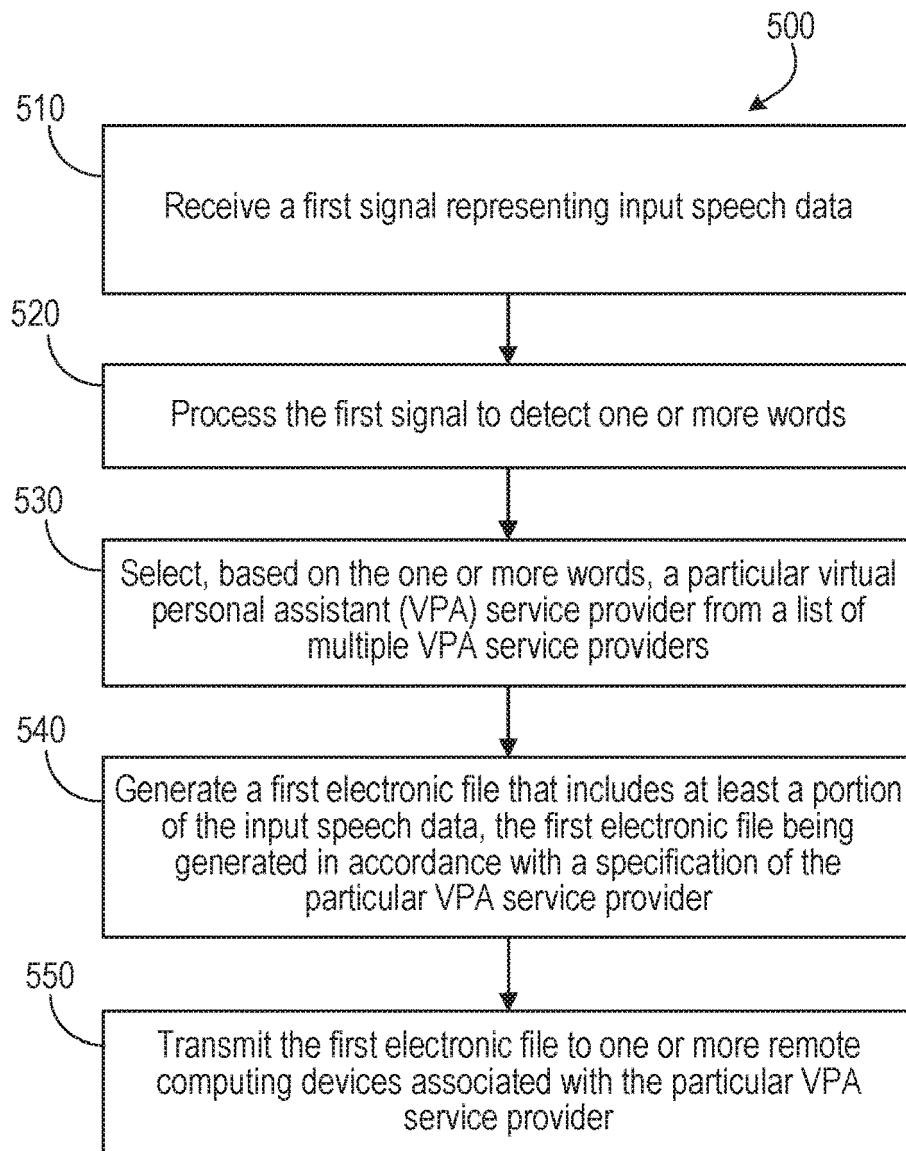 500
510
Receive a first signal representing input speech data
520
Process the first signal to detect one or more words
530
Select, based on the one or more words, a particular virtual
personal assistant (VPA) service provider from a list of
multiple VPA service providers
540
Generate a first electronic file that includes at least a portion
of the input speech data, the first electronic file being
generated in accordance with a specification of the
particular VPA service provider
550
Transmit the first electronic file to one or more remote
computing devices associated with the particular VPA
service provider